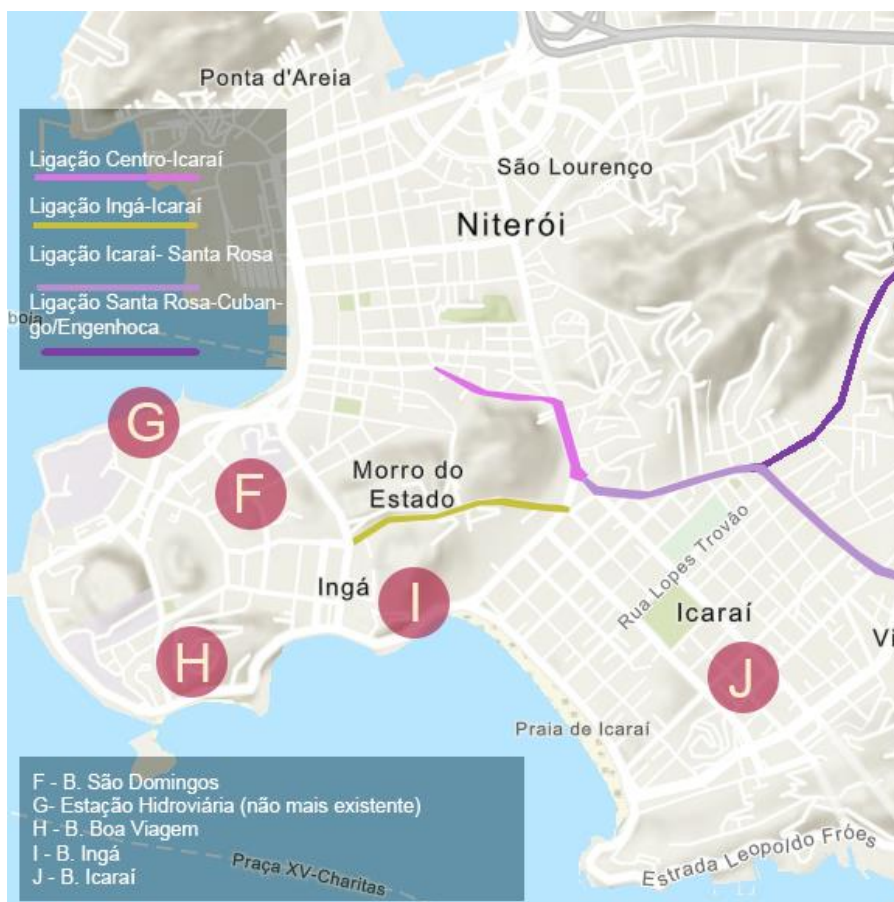 Ponta d'Areia
Ligação Centro-Icaraí
São Lourenço
Ligação Ingá-Icaraí
Niterói
Ligação Icaraí- Santa Rosa
Ligação Santa Rosa-Cuban-
go/Engenhoca
G
F
Morro do
Estado
Rua Lopes Trovão
Ingá
I
Icaraí
H
J
Praia de Icaraí
F - B. São Domingos
G- Estação Hidroviária (não mais existente)
H - B. Boa Viagem
I - B. Ingá
J - B. Icaraí
Praça XV-Charitas
Estrada Leopoldo Fróes